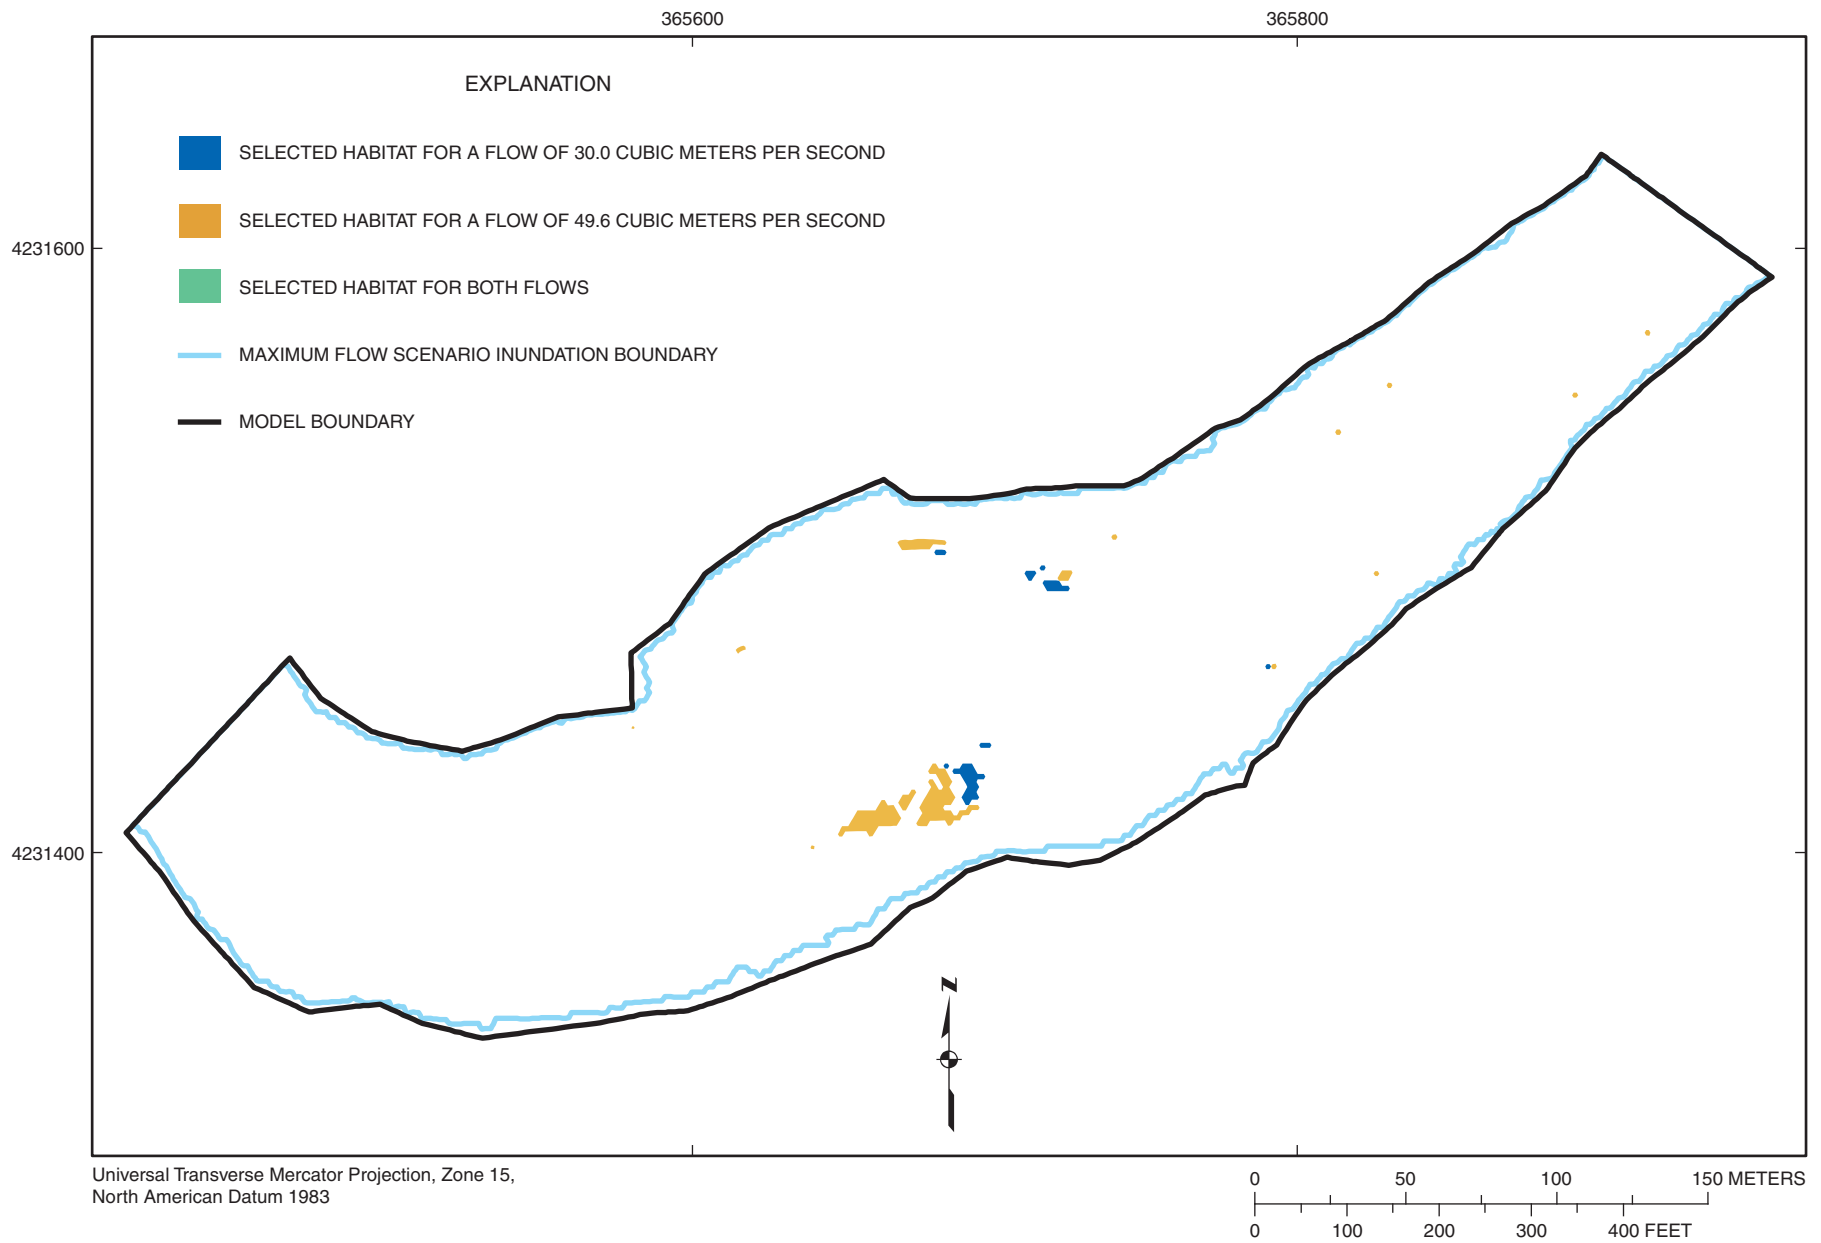 365600 365800
EXPLANATION
SELECTED HABITAT FOR A FLOW OF 30.0 CUBIC METERS PER SECOND
SELECTED HABITAT FOR A FLOW OF 49.6 CUBIC METERS PER SECOND
4231600
SELECTED HABITAT FOR BOTH FLOWS
MAXIMUM FLOW SCENARIO INUNDATION BOUNDARY
MODEL BOUNDARY
4231400
N
Universal Transverse Mercator Projection, Zone 15,
North American Datum 1983
0 50 100 150 METERS
0 100 200 300 400 FEET